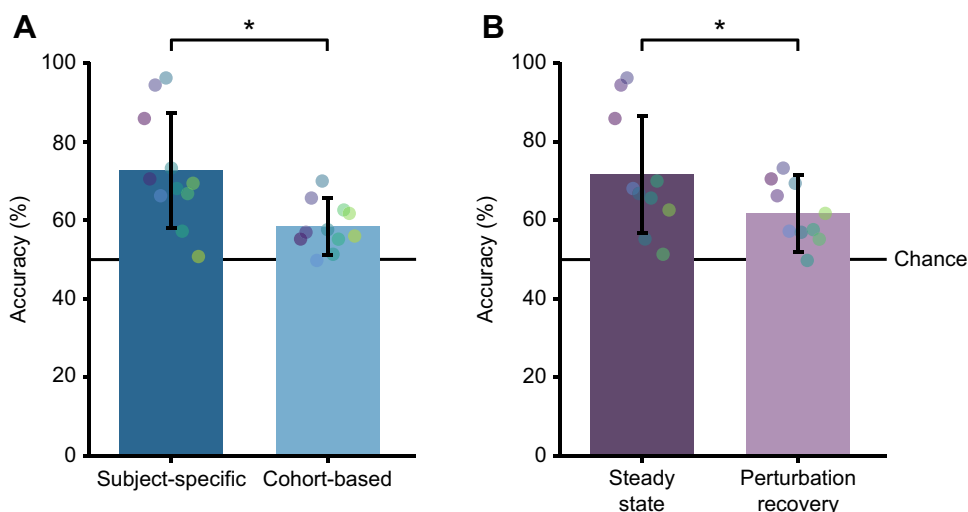 A
*
100
80
60
40
20
0
Accuracy (%)
Subject-specific
Cohort-based
B
*
100
80
60
40
20
0
Accuracy (%)
Chance
Steady
state
Perturbation
recovery